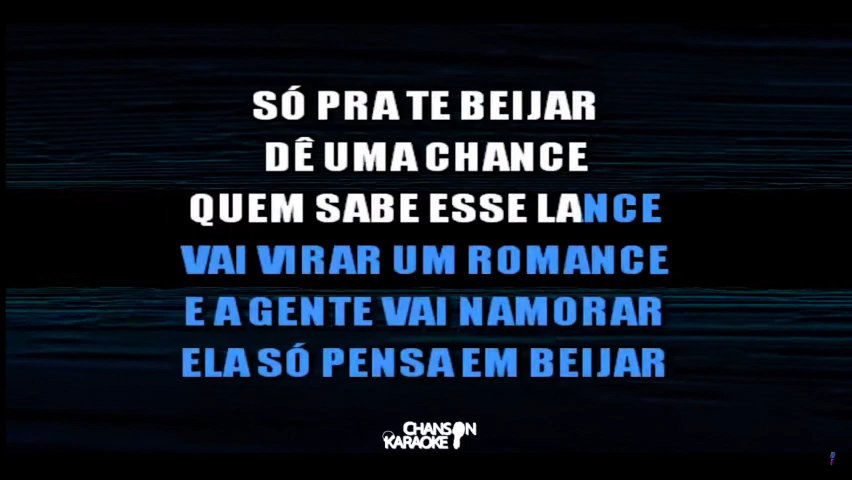 SÓ PRA TE BEIJAR
DÊ UMA CHANCE
QUEM SABE ESSE LANCE
VAI VIRAR UM ROMANCE
E A GENTE VAI NAMORAR
ELA SÓ PENSA EM BEIJAR
CHANSON
KARAOKE